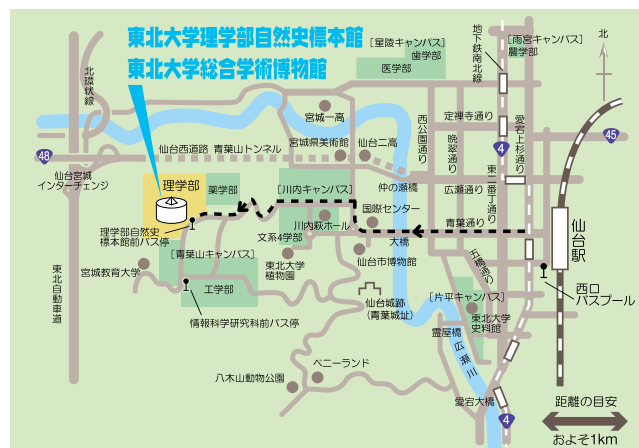 東北大学理学部自然史標本館
東北大学総合学術博物館
[星陵キャンパス]
歯学部
医学部
地下鉄南北線
[雨宮キャンパス]
農学部
北
北環状線
宮城一高
定禅寺通り
西公園通り
晩翠通り
愛宕上杉通り
45
48
仙台西道路 青葉山トンネル
宮城県美術館
仙台二高
4
東二番丁通り
仙台宮城
インターチェンジ
理学部
薬学部
[川内キャンパス]
仲の瀬橋
広瀬通り
国際センター
青葉通り
理学部自然史
標本館前バス停
川内萩ホール
大橋
仙台駅
文系4学部
仙台市博物館
五橋通り
[青葉山キャンパス]
東北大学
植物園
宮城教育大学
西口
バスプール
工学部
仙台城跡
(青葉城址)
[片平キャンパス]
東北大学
史料館
東北自動車道
情報科学研究科前バス停
霊屋橋
広瀬川
ベニーランド
八木山動物公園
愛宕大橋
4
距離の目安
およそ1km